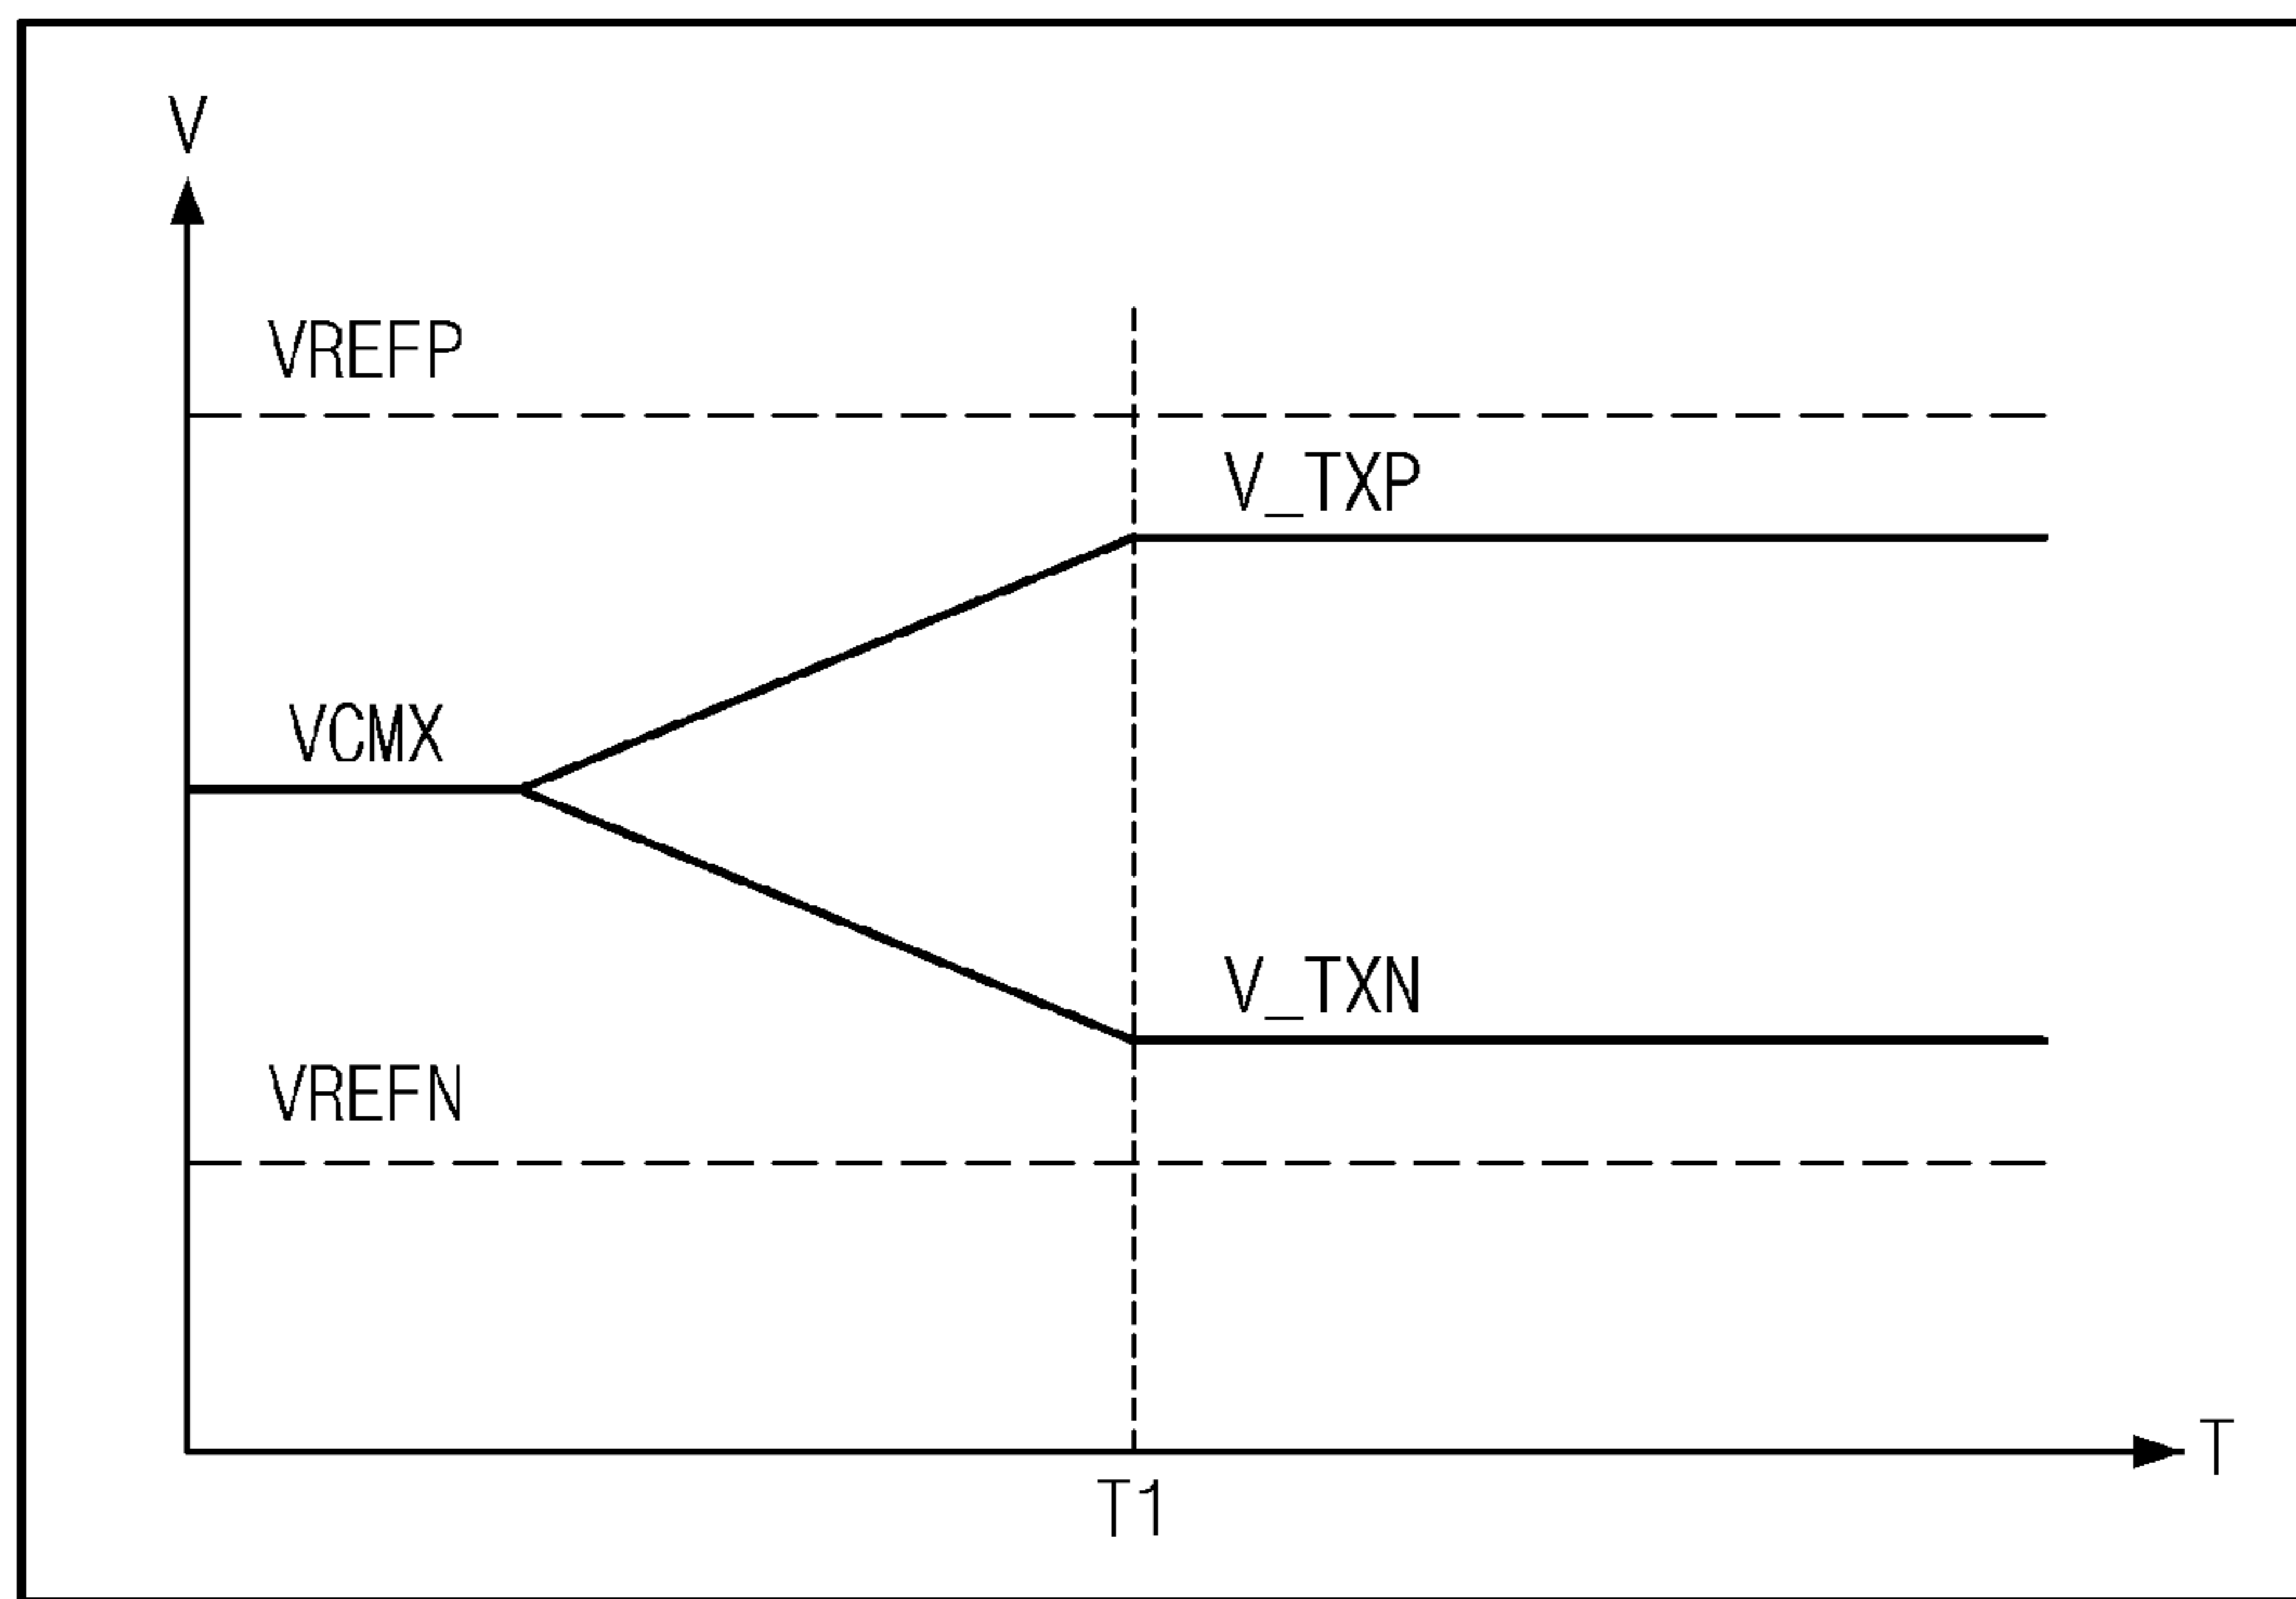 V
VREFP
V_TXP
VCMX
V_TXN
VREFN
T
T1